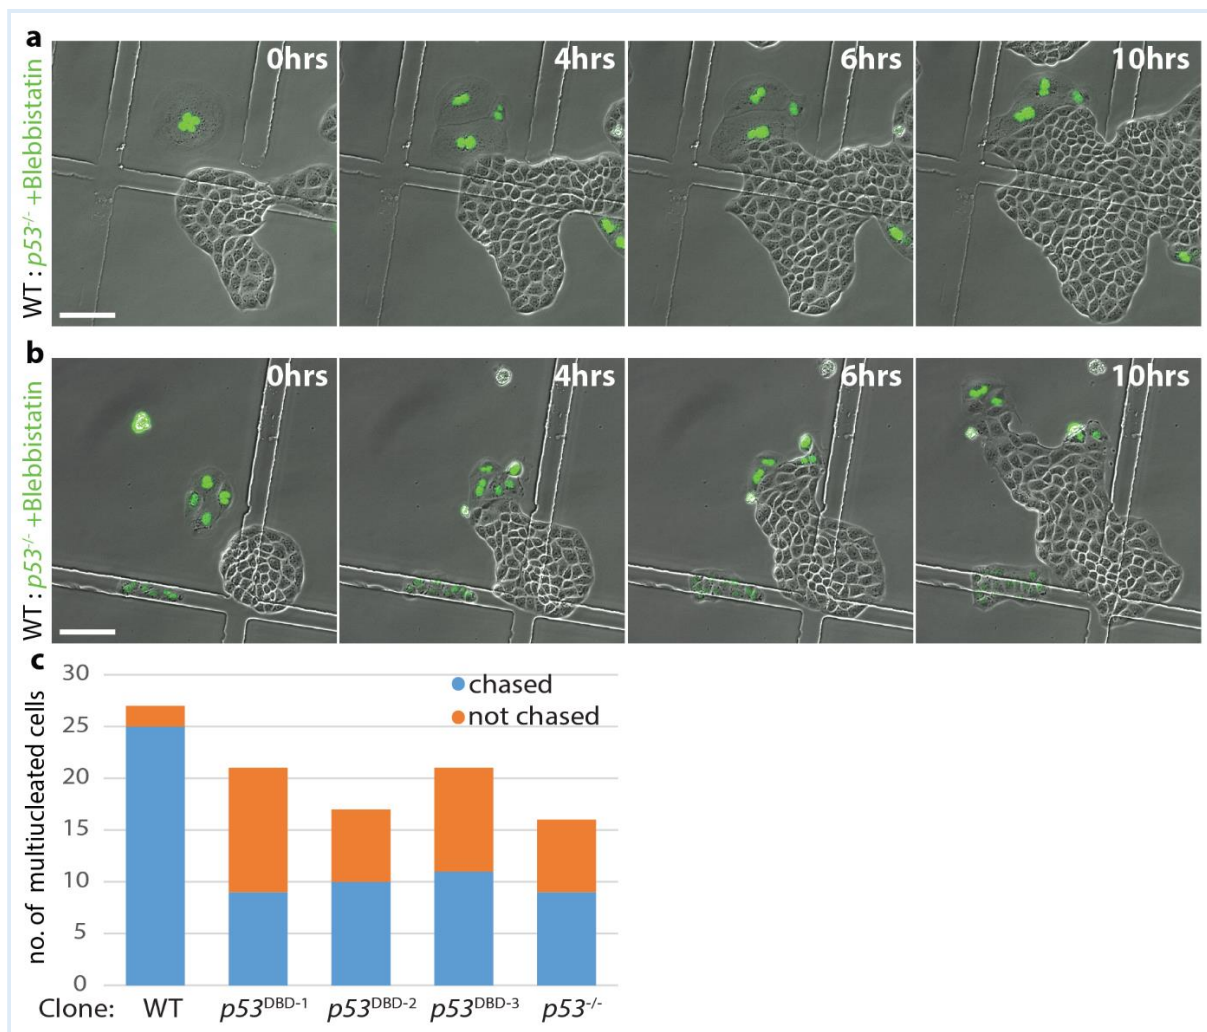 a
WT : p53-/- +Blebbistatin
0hrs
4hrs
6hrs
10hrs
b
WT : p53-/- +Blebbistatin
0hrs
4hrs
6hrs
10hrs
c
no. of multiucleated cells
30
25
20
15
10
5
0
chased
not chased
Clone: WT p53DBD-1 p53DBD-2 p53DBD-3 p53-/-